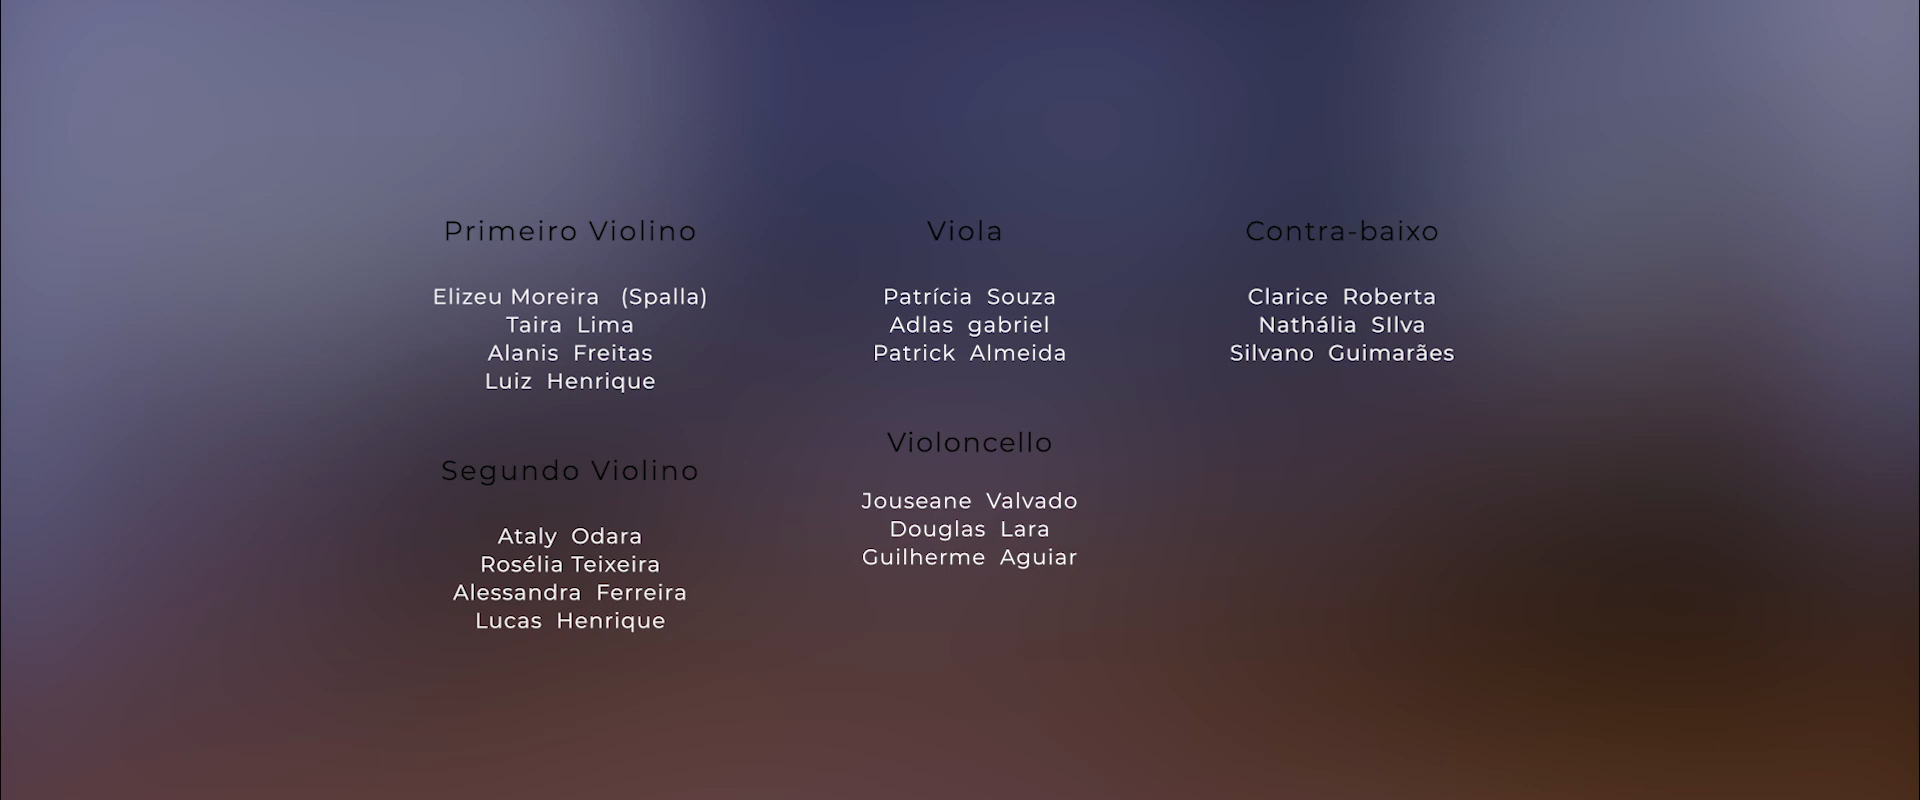 Primeiro Violino
Elizeu Moreira (Spalla)
Taira Lima
Alanis Freitas
Luiz Henrique
Segundo Violino
Ataly Odara
Rosélia Teixeira
Alessandra Ferreira
Lucas Henrique
Viola
Patrícia Souza
Adlas gabriel
Patrick Almeida
Violoncello
Jouseane Valvado
Douglas Lara
Guilherme Aguiar
Contra-baixo
Clarice Roberta
Nathália SIlva
Silvano Guimarães